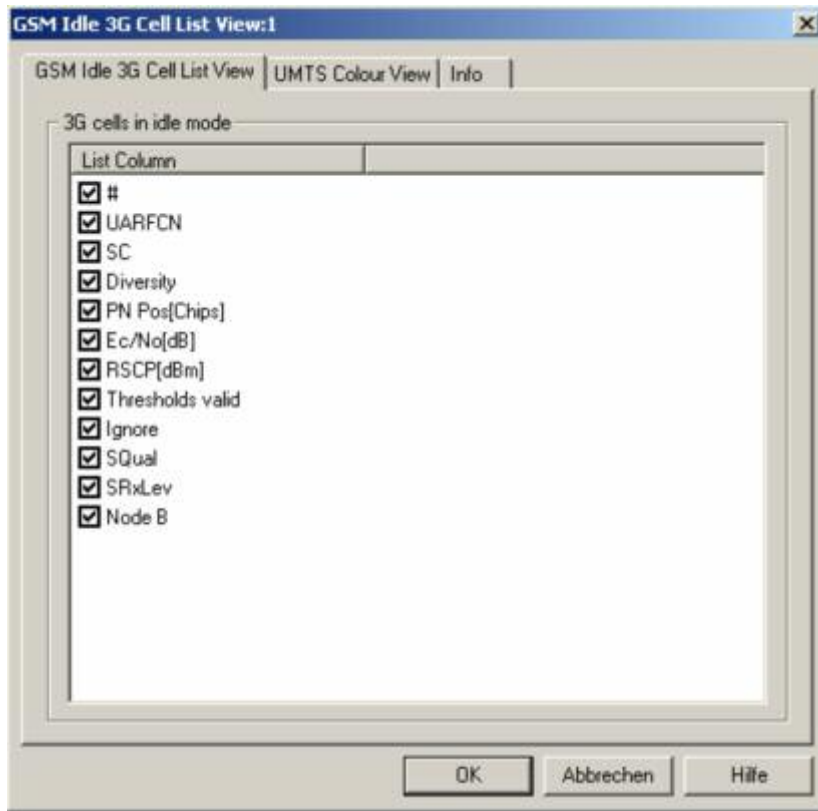 GSM Idle 3G Cell List View:1
GSM Idle 3G Cell List View UMTS Colour View Info
3G cells in idle mode
List Column
#
UARFCN
SC
Diversity
PN Pos[Chips]
Ec/No[dB]
RSCP[dBm]
Thresholds valid
Ignore
SQual
SRxLev
Node B
OK Abbrechen Hilfe